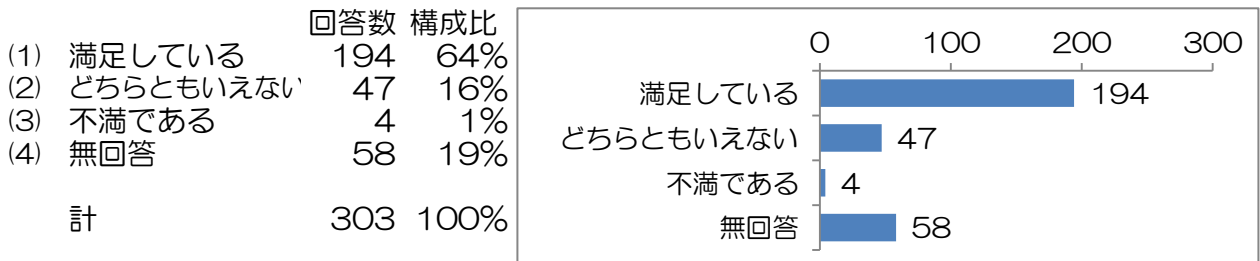 回答数 構成比
⑴ 満足している 194 64%
⑵ どちらともいえない 47 16%
⑶ 不満である 4 1%
⑷ 無回答 58 19%
計 303 100%
0 100 200 300
満足している 194
どちらともいえない 47
不満である 4
無回答 58